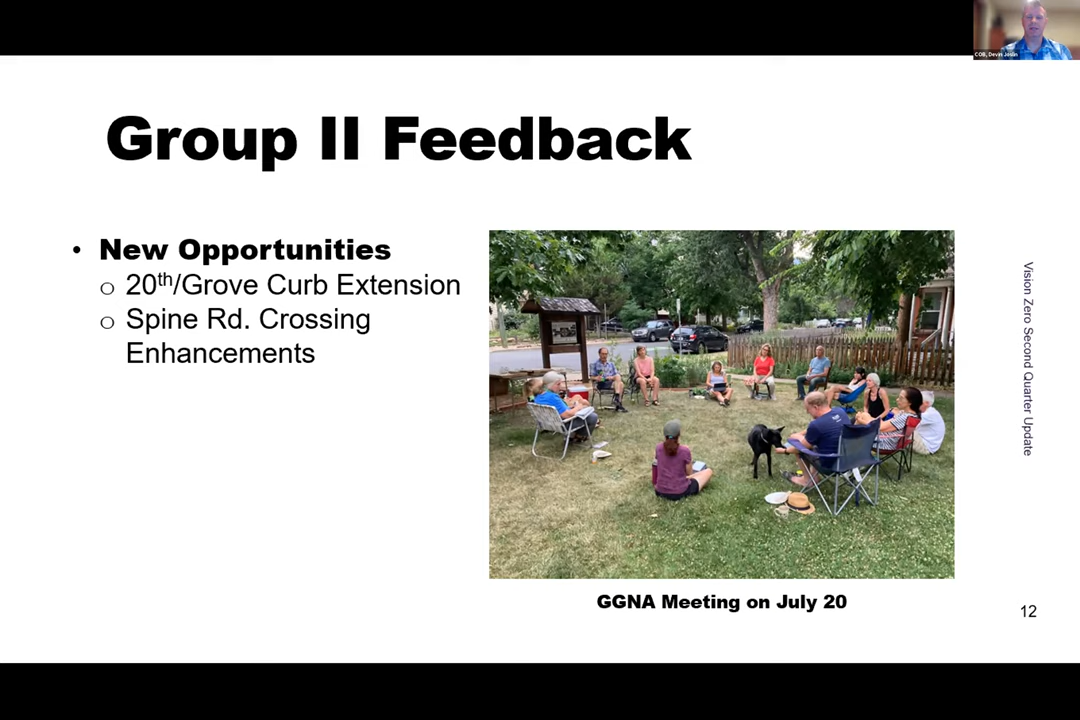 COB, Devin Joslin
Group II Feedback
• New Opportunities
o 20th/Grove Curb Extension
o Spine Rd. Crossing
Enhancements
Vision Zero Second Quarter Update
GGNA Meeting on July 20
12